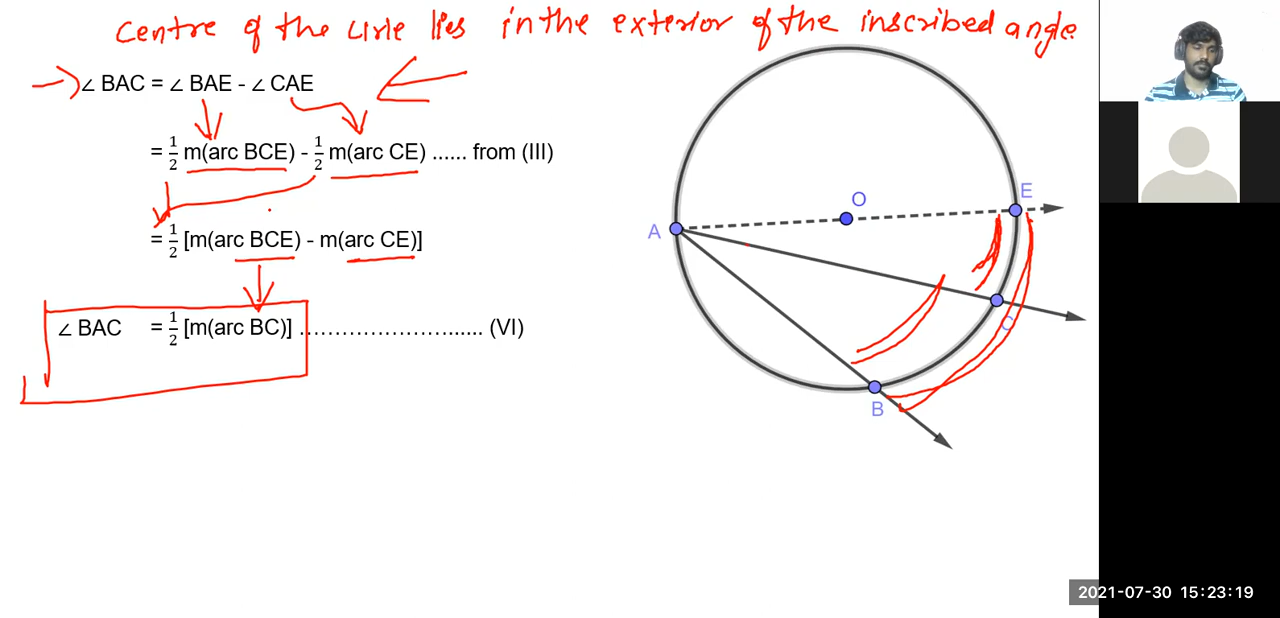 centre of the circle lies in the exterior of the inscribed angle
∠ BAC = ∠ BAE - ∠ CAE
= 1/2 m(arc BCE) - 1/2 m(arc CE) ...... from (III)
= 1/2 [m(arc BCE) - m(arc CE)]
∠ BAC = 1/2 [m(arc BC)] ........................... (VI)
A
O
E
C
B
2021-07-30 15:23:19